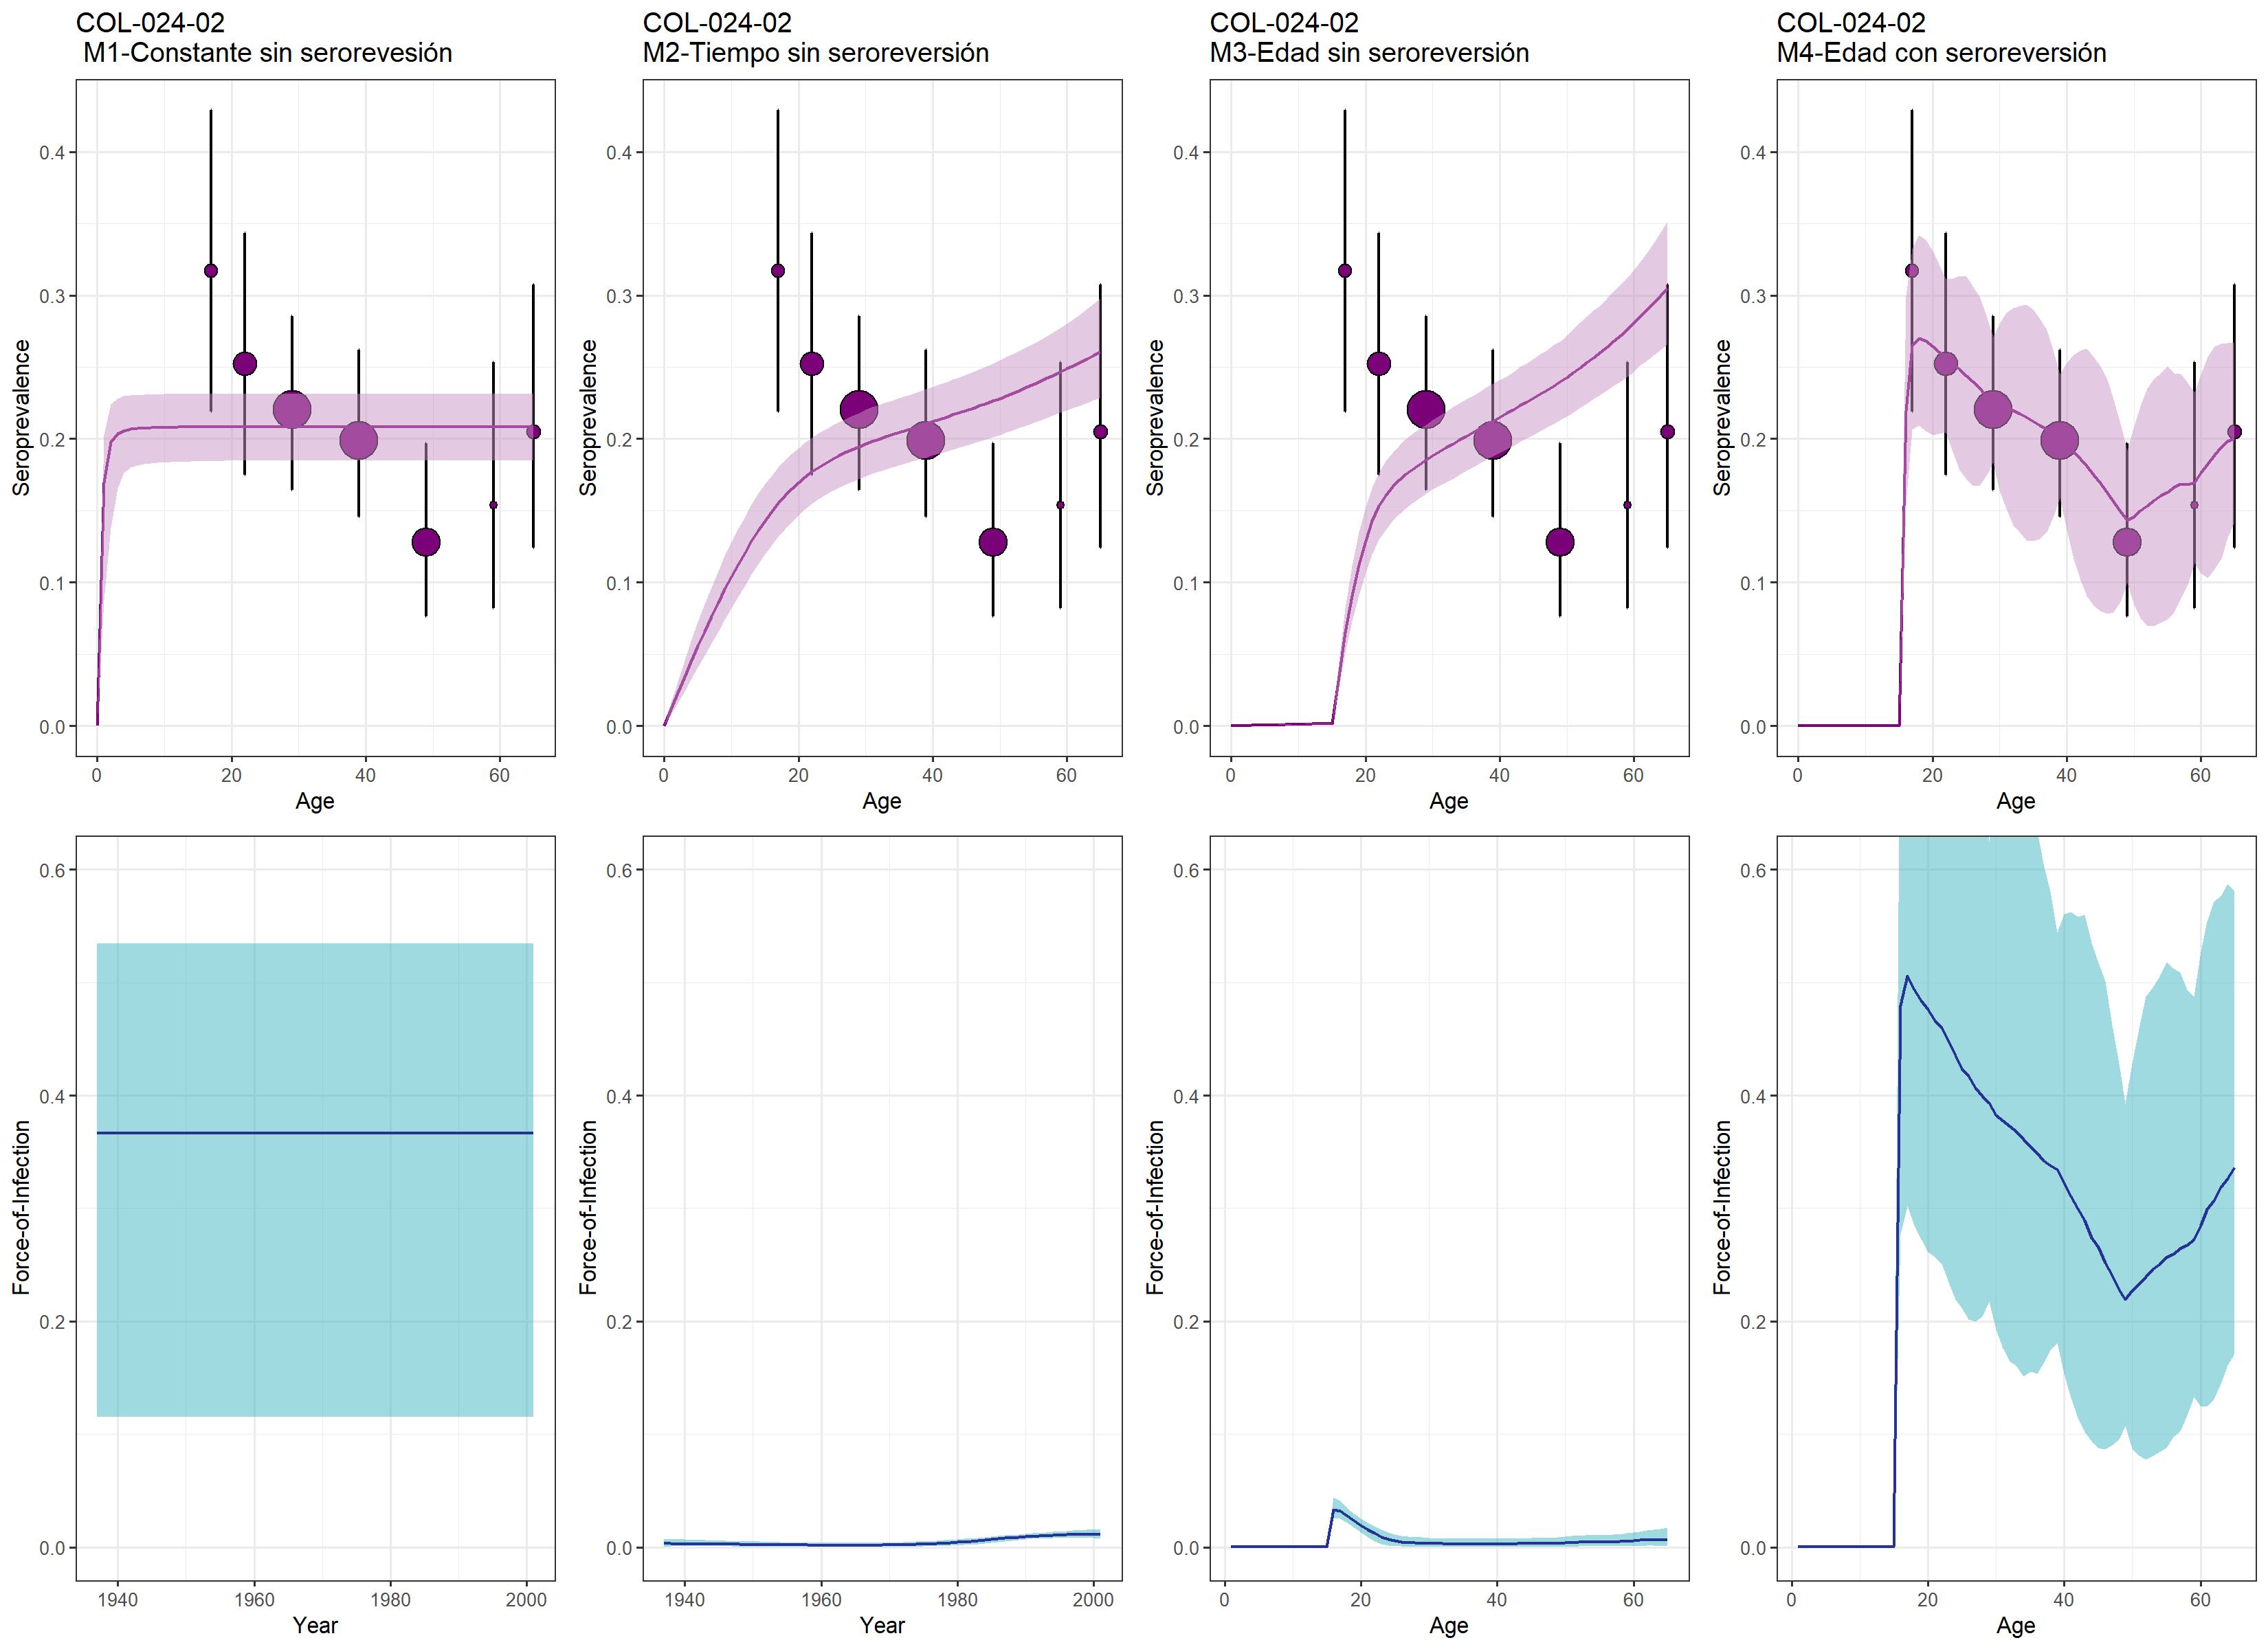 COL-024-02
M1-Constante sin serorevesión
Seroprevalence
0.4
0.3
0.2
0.1
0.0
0
20
40
60
Age
COL-024-02
M2-Tiempo sin seroreversión
Seroprevalence
0.4
0.3
0.2
0.1
0.0
0
20
40
60
Age
COL-024-02
M3-Edad sin seroreversión
Seroprevalence
0.4
0.3
0.2
0.1
0.0
0
20
40
60
Age
COL-024-02
M4-Edad con seroreversión
Seroprevalence
0.4
0.3
0.2
0.1
0.0
0
20
40
60
Age
Force-of-Infection
0.6
0.4
0.2
0.0
1940
1960
1980
2000
Year
Force-of-Infection
0.6
0.4
0.2
0.0
1940
1960
1980
2000
Year
Force-of-Infection
0.6
0.4
0.2
0.0
0
20
40
60
Age
Force-of-Infection
0.6
0.4
0.2
0.0
0
20
40
60
Age